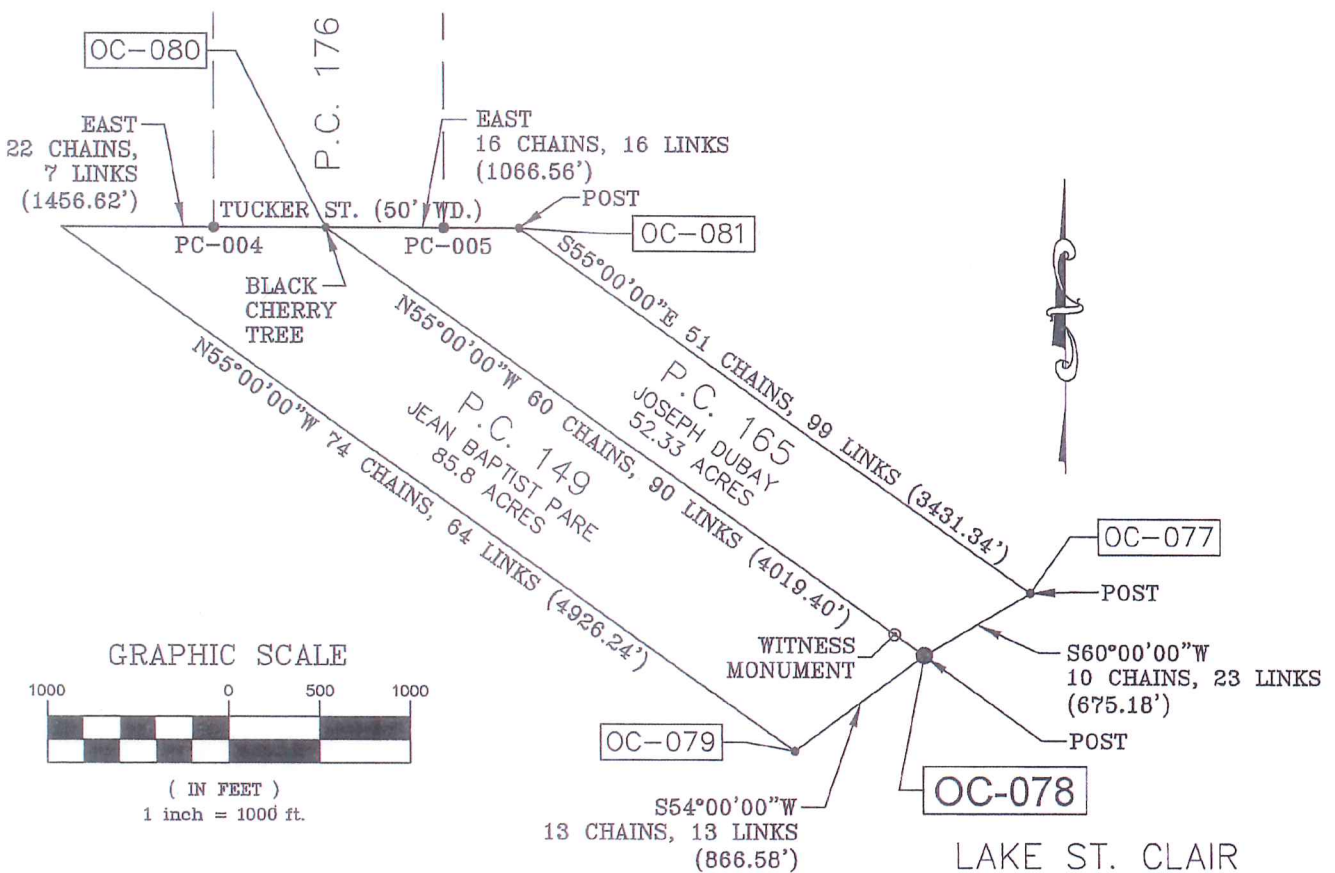 OC-080
P.C. 176
EAST
22 CHAINS,
7 LINKS
(1456.62')
EAST
16 CHAINS, 16 LINKS
(1066.56')
POST
OC-081
TUCKER ST. (50' WD.)
PC-004
PC-005
BLACK
CHERRY
TREE
S55°00'00"E 51 CHAINS, 99 LINKS (3431.34')
N55°00'00"W 60 CHAINS, 90 LINKS (4019.40')
N55°00'00"W 74 CHAINS, 64 LINKS (4926.24')
P.C. 165
JOSEPH DUBAY
52.33 ACRES
P.C. 149
JEAN BAPTIST PARE
85.8 ACRES
OC-077
POST
WITNESS
MONUMENT
S60°00'00"W
10 CHAINS, 23 LINKS
(675.18')
POST
GRAPHIC SCALE
1000 0 500 1000
( IN FEET )
1 inch = 1000 ft.
OC-079
OC-078
S54°00'00"W
13 CHAINS, 13 LINKS
(866.58')
LAKE ST. CLAIR